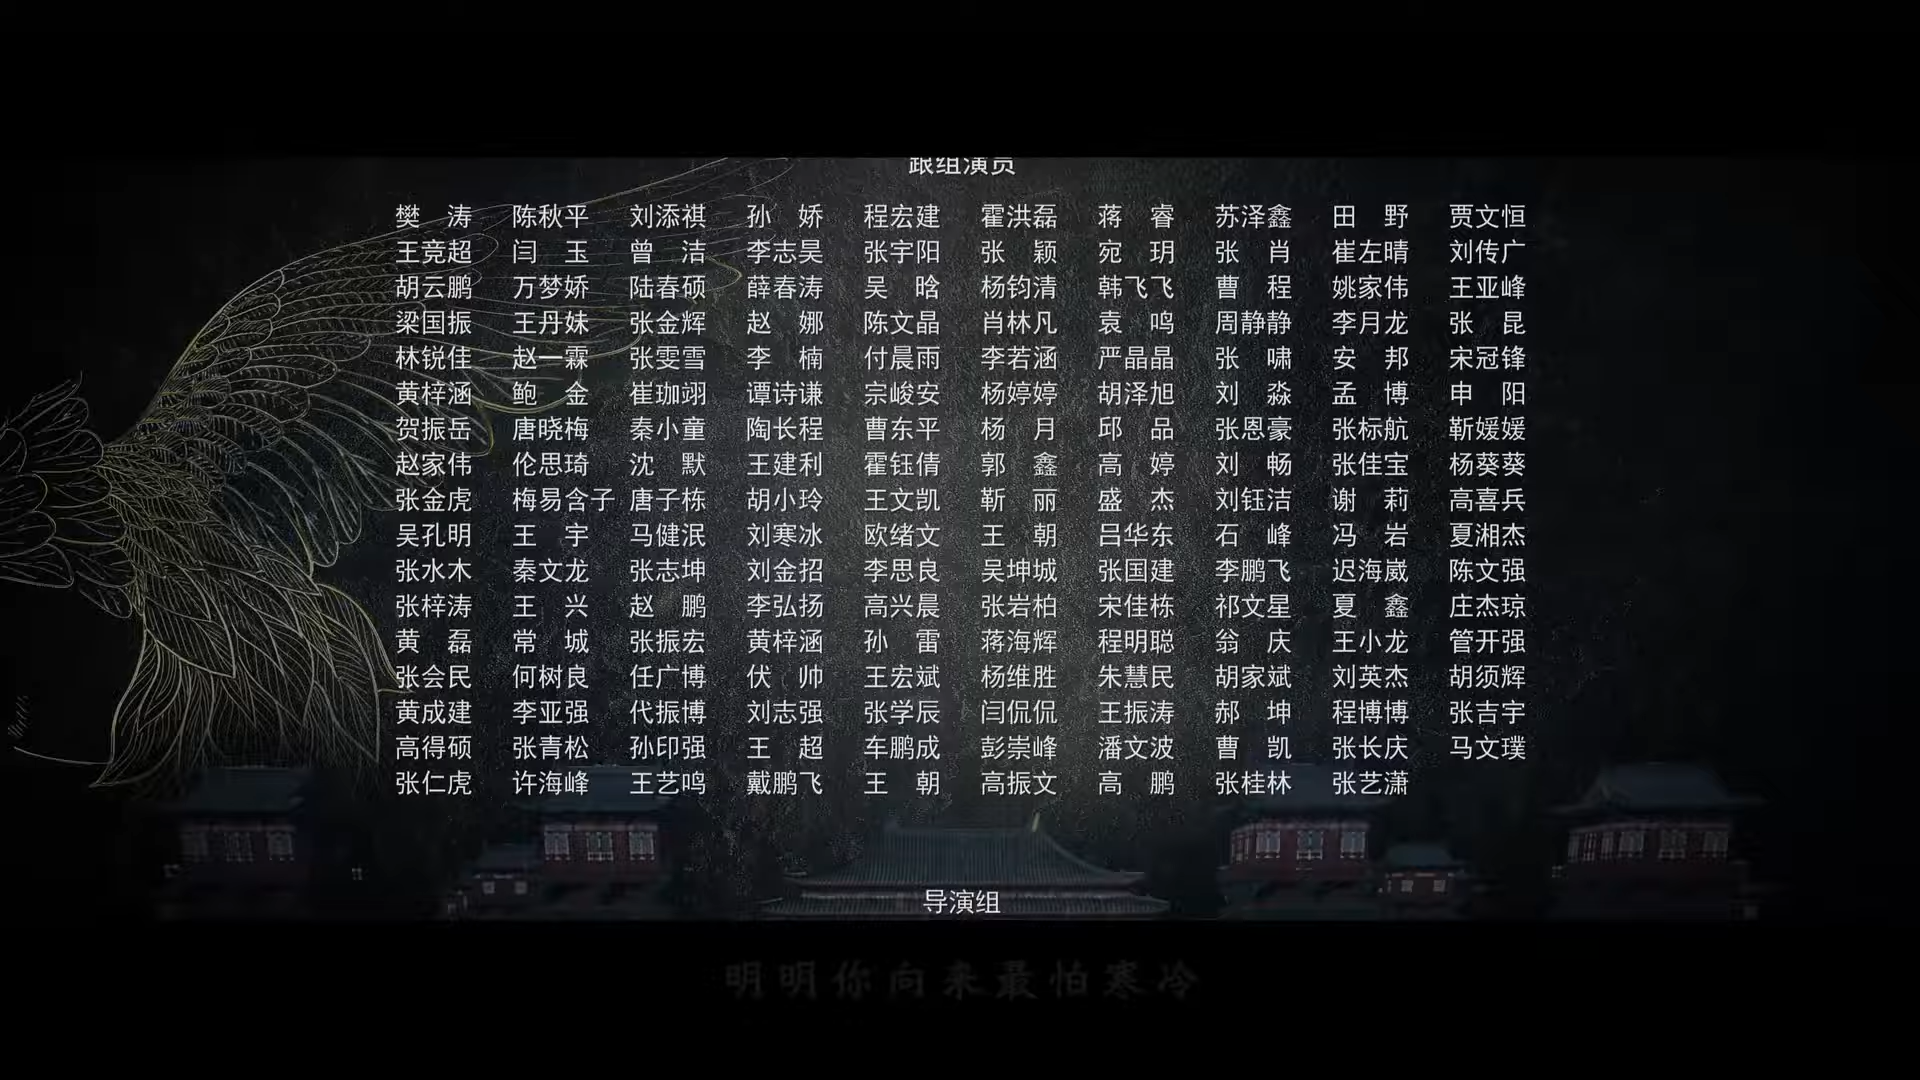 跟组演员
樊　涛 陈秋平 刘添祺 孙　娇 程宏建 霍洪磊 蒋　睿 苏泽鑫 田　野 贾文恒
王竞超 闫　玉 曾　洁 李志昊 张宇阳 张　颖 宛　玥 张　肖 崔左晴 刘传广
胡云鹏 万梦娇 陆春硕 薛春涛 吴　晗 杨钧清 韩飞飞 曹　程 姚家伟 王亚峰
梁国振 王丹妹 张金辉 赵　娜 陈文晶 肖林凡 袁　鸣 周静静 李月龙 张　昆
林锐佳 赵一霖 张雯雪 李　楠 付晨雨 李若涵 严晶晶 张　啸 安　邦 宋冠锋
黄梓涵 鲍　金 崔珈翊 谭诗谦 宗峻安 杨婷婷 胡泽旭 刘　淼 孟　博 申　阳
贺振岳 唐晓梅 秦小童 陶长程 曹东平 杨　月 邱　品 张恩豪 张标航 靳媛媛
赵家伟 伦思琦 沈　默 王建利 霍钰倩 郭　鑫 高　婷 刘　畅 张佳宝 杨葵葵
张金虎 梅易含子 唐子栋 胡小玲 王文凯 靳　丽 盛　杰 刘钰洁 谢　莉 高喜兵
吴孔明 王　宇 马健泯 刘寒冰 欧绪文 王　朝 吕华东 石　峰 冯　岩 夏湘杰
张水木 秦文龙 张志坤 刘金招 李思良 吴坤城 张国建 李鹏飞 迟海崴 陈文强
张梓涛 王　兴 赵　鹏 李弘扬 高兴晨 张岩柏 宋佳栋 祁文星 夏　鑫 庄杰琼
黄　磊 常　城 张振宏 黄梓涵 孙　雷 蒋海辉 程明聪 翁　庆 王小龙 管开强
张会民 何树良 任广博 伏　帅 王宏斌 杨维胜 朱慧民 胡家斌 刘英杰 胡须辉
黄成建 李亚强 代振博 刘志强 张学辰 闫侃侃 王振涛 郝　坤 程博博 张吉宇
高得硕 张青松 孙印强 王　超 车鹏成 彭崇峰 潘文波 曹　凯 张长庆 马文璞
张仁虎 许海峰 王艺鸣 戴鹏飞 王　朝 高振文 高　鹏 张桂林 张艺潇
导演组
明明你向来最怕寒冷